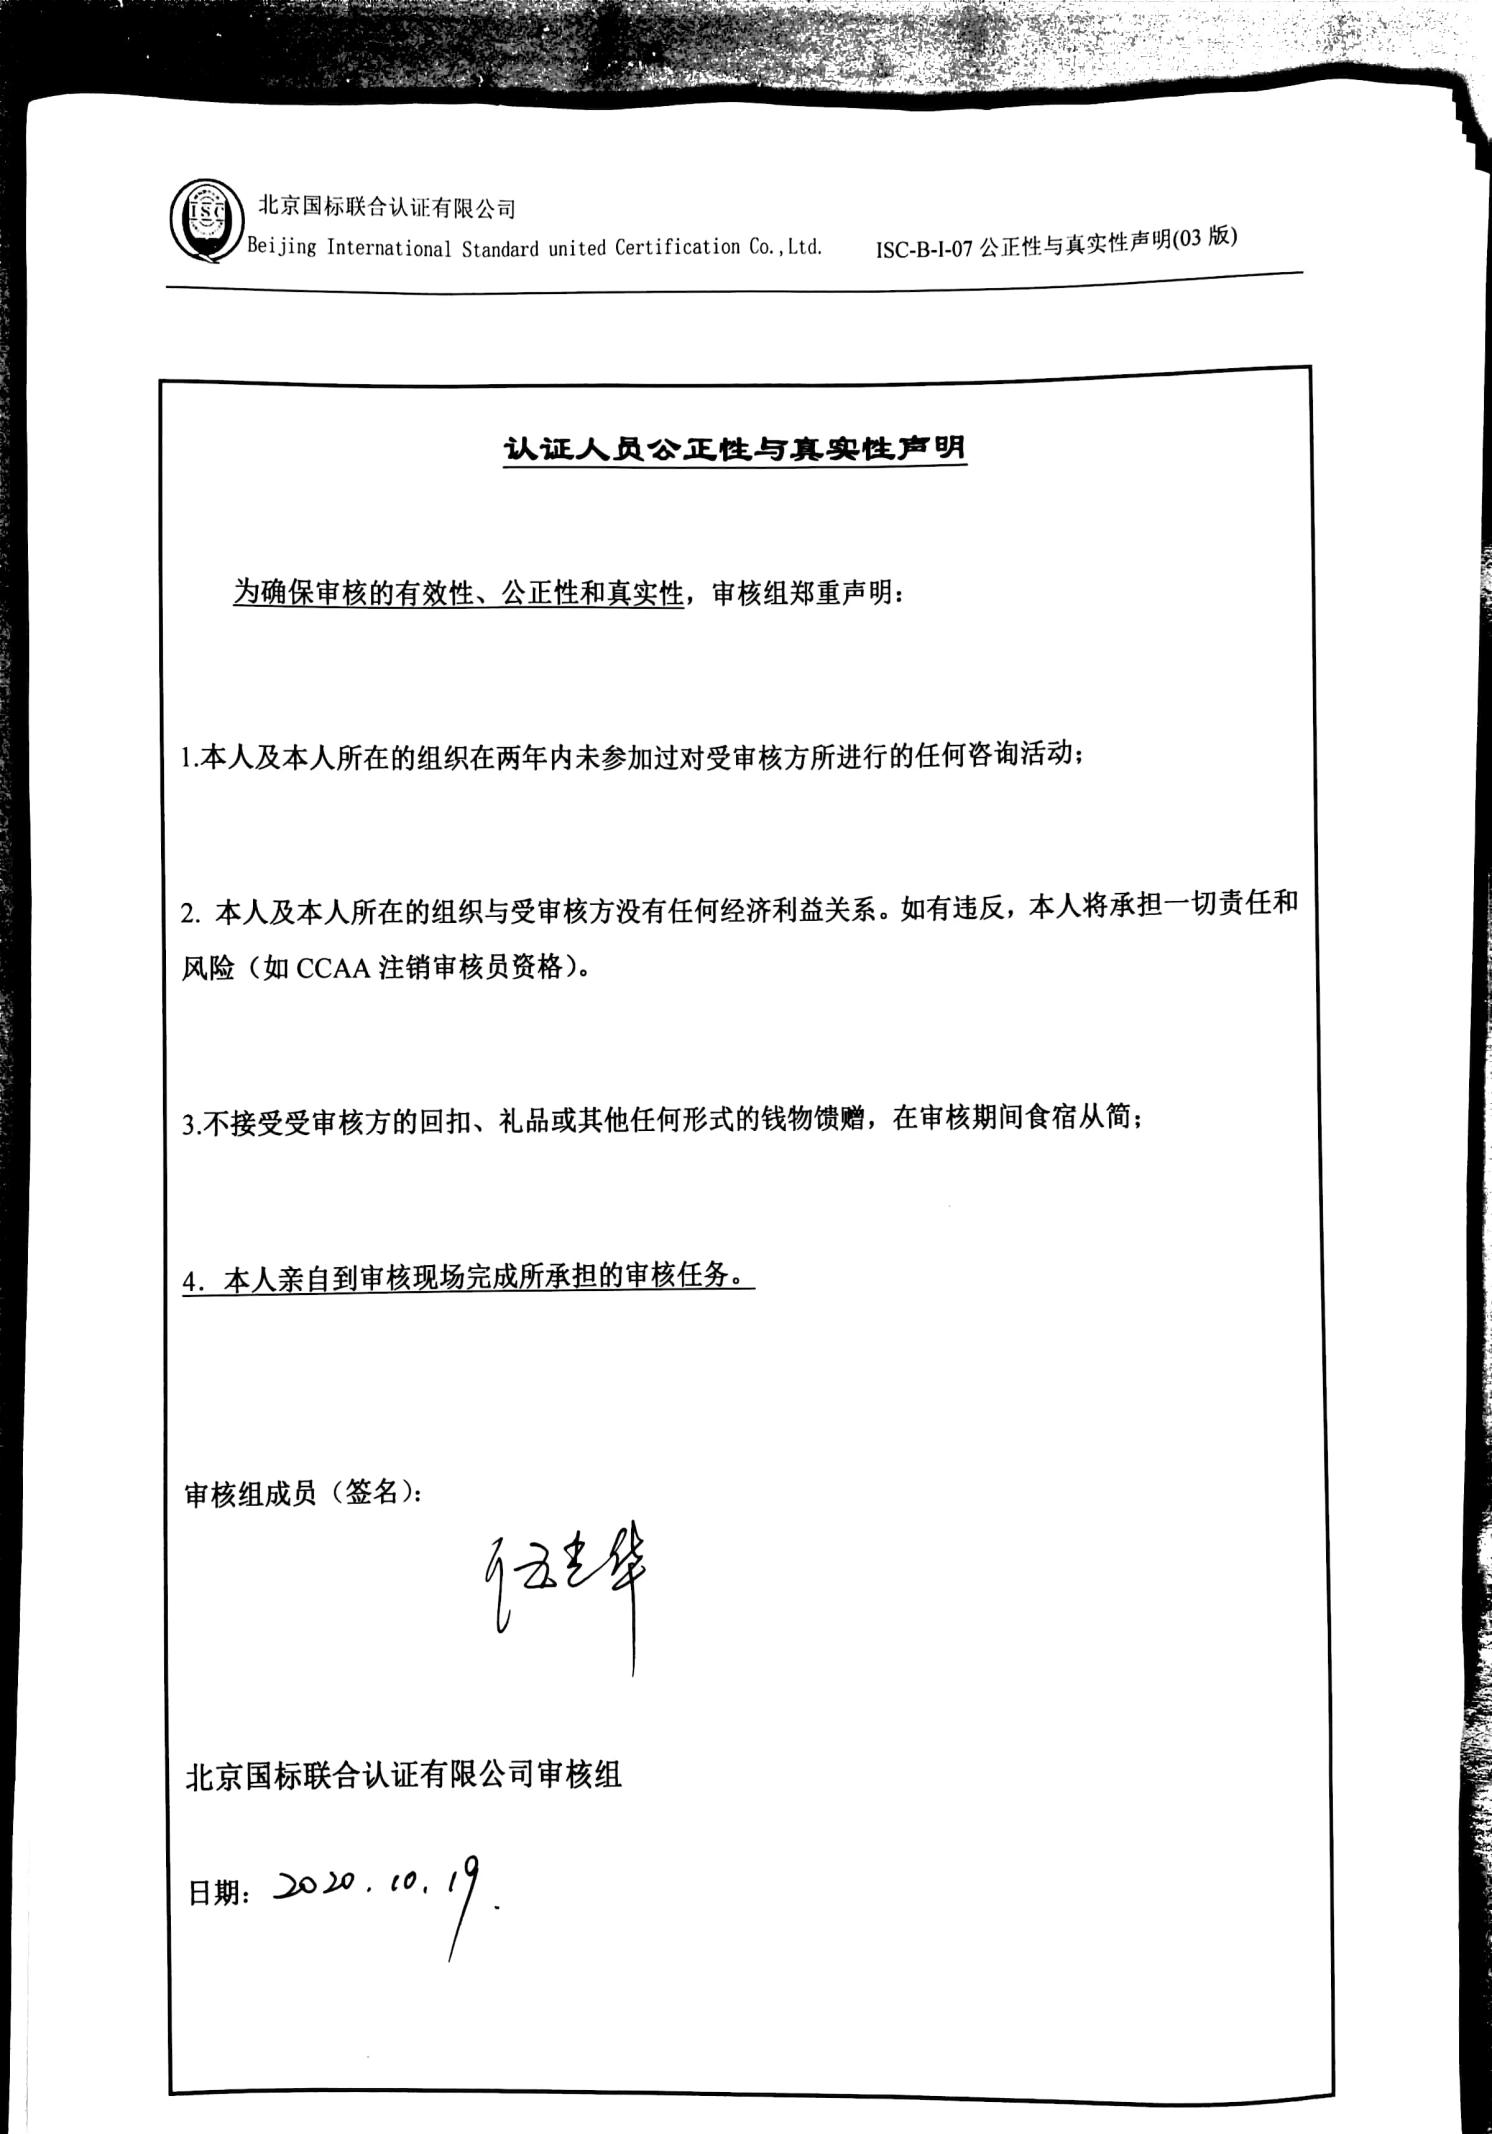 ISC
北京国标联合认证有限公司
Beijing International Standard united Certification Co.,Ltd. ISC-B-I-07 公正性与真实性声明(03 版)
认证人员公正性与真实性声明
为确保审核的有效性、公正性和真实性，审核组郑重声明：
1.本人及本人所在的组织在两年内未参加过对受审核方所进行的任何咨询活动；
2. 本人及本人所在的组织与受审核方没有任何经济利益关系。如有违反，本人将承担一切责任和
风险（如 CCAA 注销审核员资格）。
3.不接受受审核方的回扣、礼品或其他任何形式的钱物馈赠，在审核期间食宿从简；
4. 本人亲自到审核现场完成所承担的审核任务。
审核组成员（签名）：
北京国标联合认证有限公司审核组
日期：2020.10.19.